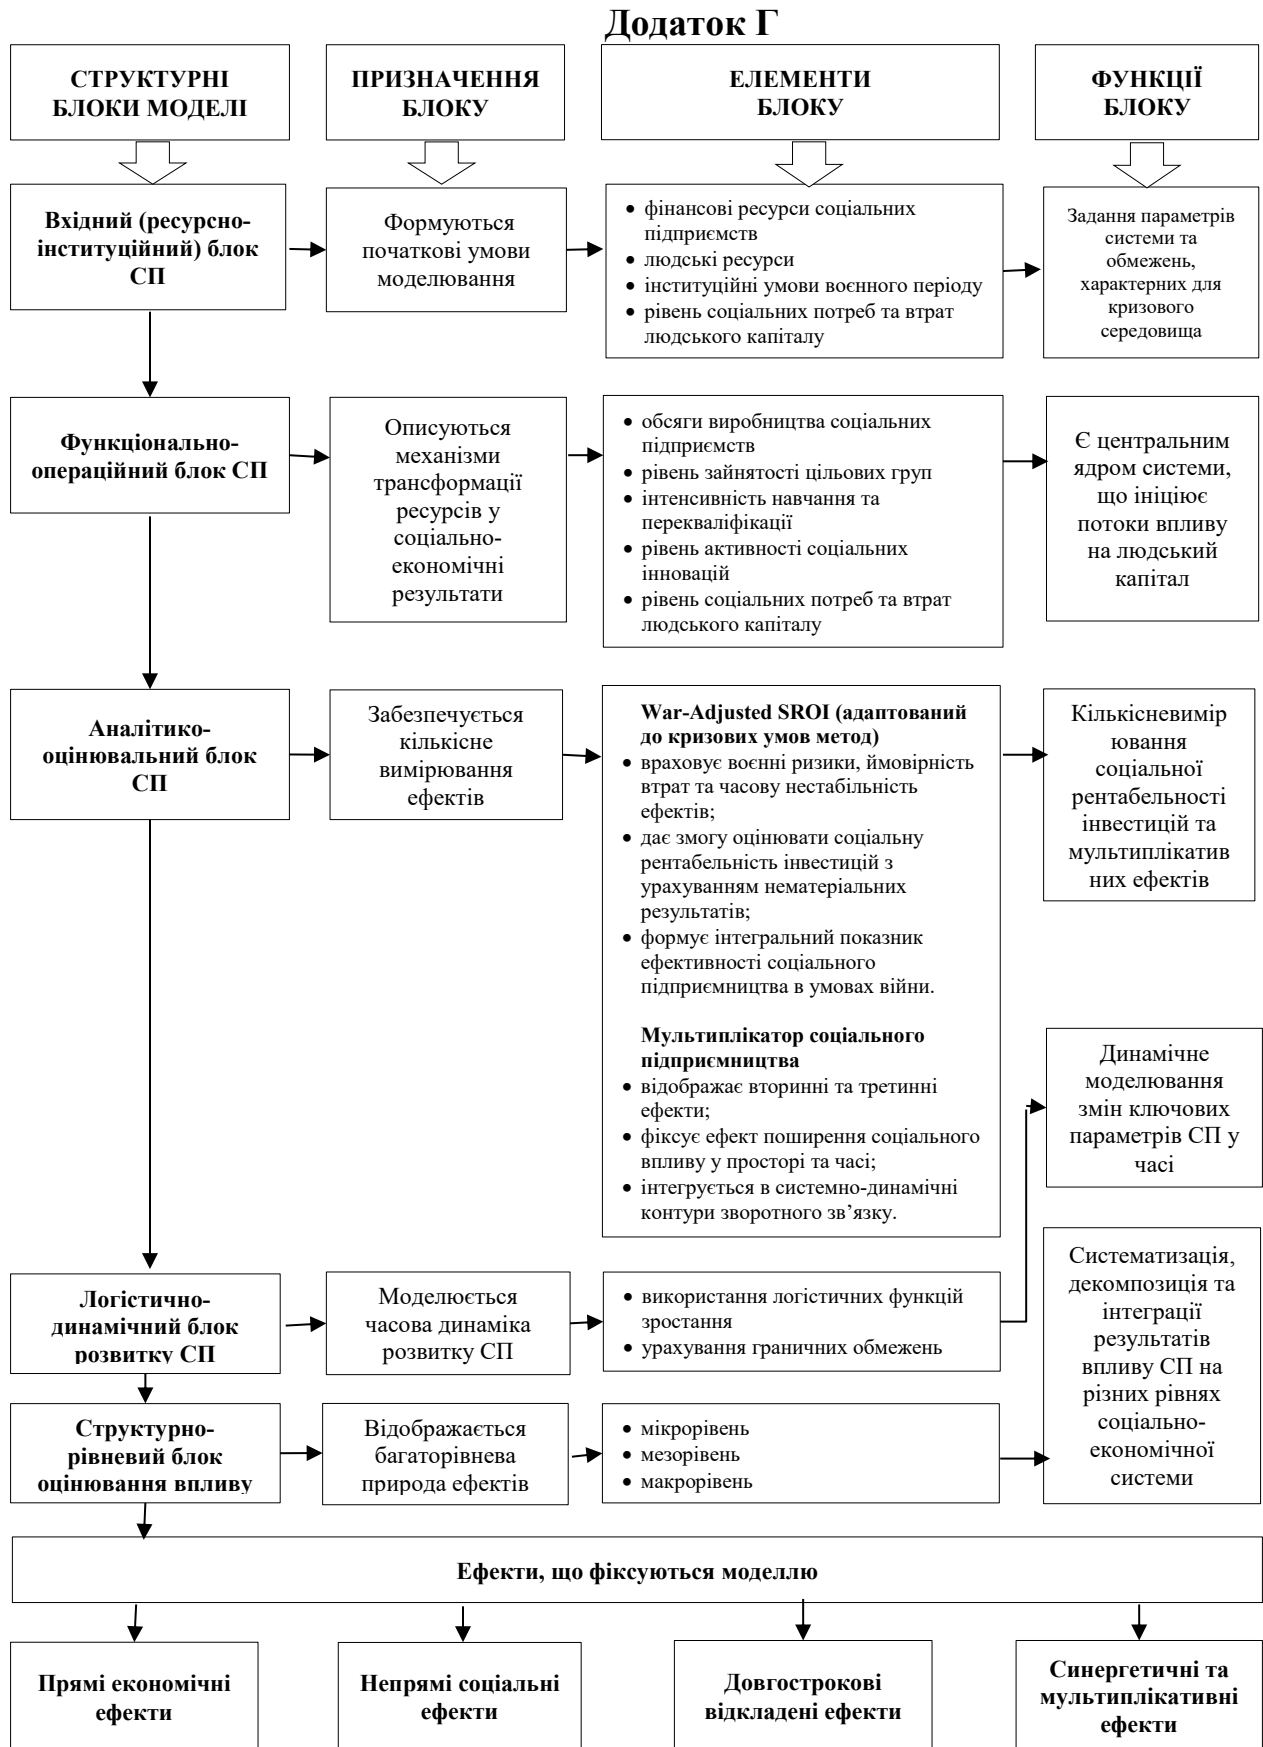 Додаток Г
СТРУКТУРНІ
БЛОКИ МОДЕЛІ
ПРИЗНАЧЕННЯ
БЛОКУ
ЕЛЕМЕНТИ
БЛОКУ
ФУНКЦІЇ
БЛОКУ
Вхідний (ресурсно-
інституційний) блок
СП
Формуються
початкові умови
моделювання
• фінансові ресурси соціальних
підприємств
• людські ресурси
• інституційні умови воєнного періоду
• рівень соціальних потреб та втрат
людського капіталу
Задання параметрів
системи та
обмежень,
характерних для
кризового
середовища
Функціонально-
операційний блок СП
Описуються
механізми
трансформації
ресурсів у
соціально-
економічні
результати
• обсяги виробництва соціальних
підприємств
• рівень зайнятості цільових груп
• інтенсивність навчання та
перекваліфікації
• рівень активності соціальних
інновацій
• рівень соціальних потреб та втрат
людського капіталу
Є центральним
ядром системи,
що ініціює
потоки впливу
на людський
капітал
Аналітико-
оцінювальний блок
СП
Забезпечується
кількісне
вимірювання
ефектів
War-Adjusted SROI (адаптований
до кризових умов метод)
• враховує воєнні ризики, ймовірність
втрат та часову нестабільність
ефектів;
• дає змогу оцінювати соціальну
рентабельність інвестицій з
урахуванням нематеріальних
результатів;
• формує інтегральний показник
ефективності соціального
підприємництва в умовах війни.
Мультиплікатор соціального
підприємництва
• відображає вторинні та третинні
ефекти;
• фіксує ефект поширення соціального
впливу у просторі та часі;
• інтегрується в системно-динамічні
контури зворотного зв’язку.
Кількісневимір
ювання
соціальної
рентабельності
інвестицій та
мультиплікатив
них ефектів
Динамічне
моделювання
змін ключових
параметрів СП у
часі
Логістично-
динамічний блок
розвитку СП
Моделюється
часова динаміка
розвитку СП
• використання логістичних функцій
зростання
• урахування граничних обмежень
Систематизація,
декомпозиція та
інтеграції
результатів
впливу СП на
різних рівнях
соціально-
економічної
системи
Структурно-
рівневий блок
оцінювання впливу
Відображається
багаторівнева
природа ефектів
• мікрорівень
• мезорівень
• макрорівень
Ефекти, що фіксуються моделлю
Прямі економічні
ефекти
Непрямі соціальні
ефекти
Довгострокові
відкладені ефекти
Синергетичні та
мультиплікативні
ефекти